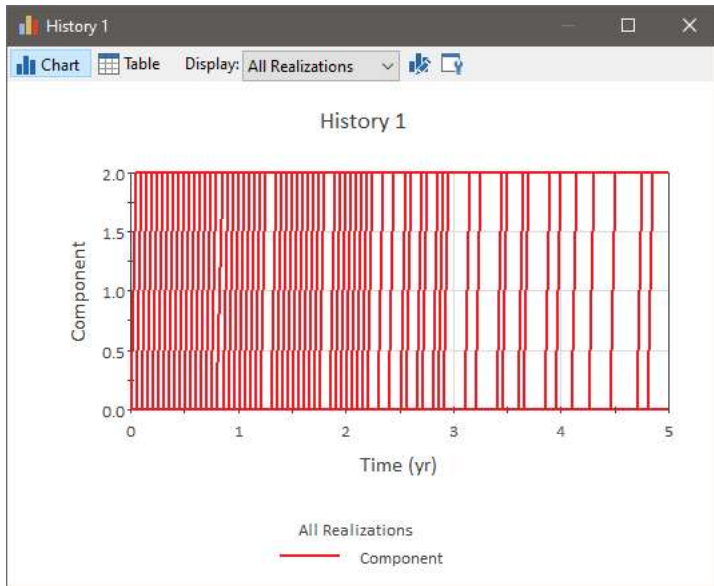 History 1
Chart Table Display: All Realizations
History 1
2.0
1.5
1.0
0.5
0.0
Component
0 1 2 3 4 5
Time (yr)
All Realizations
Component